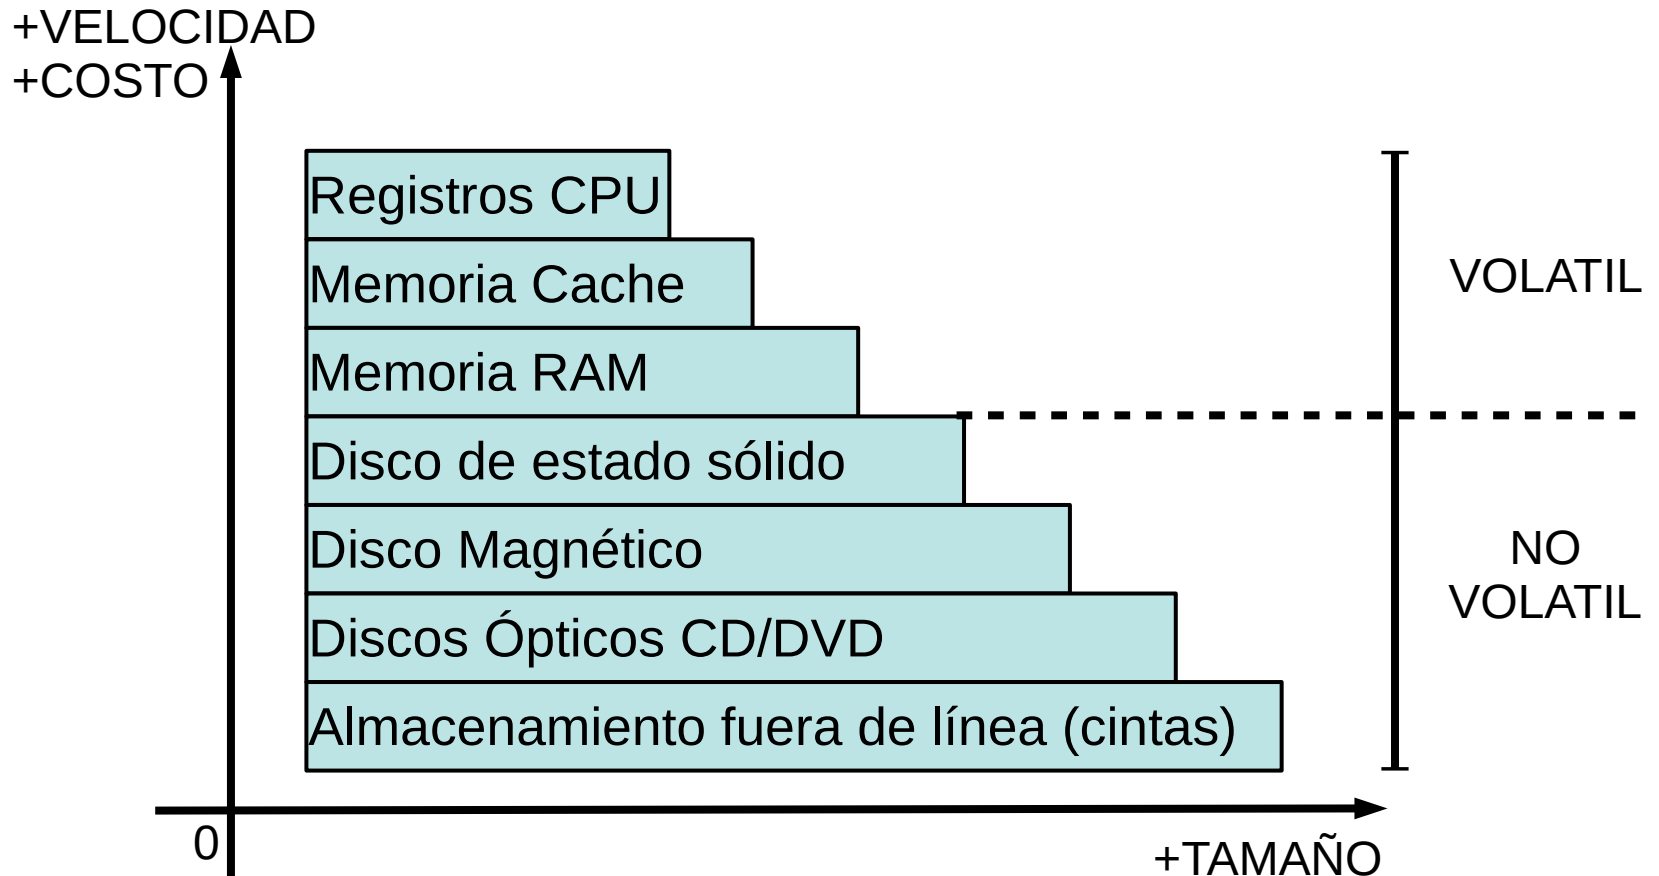 +VELOCIDAD
+COSTO
Registros CPU
Memoria Cache
Memoria RAM
Disco de estado sólido
Disco Magnético
Discos Ópticos CD/DVD
Almacenamiento fuera de línea (cintas)
VOLATIL
NO
VOLATIL
0
+TAMAÑO